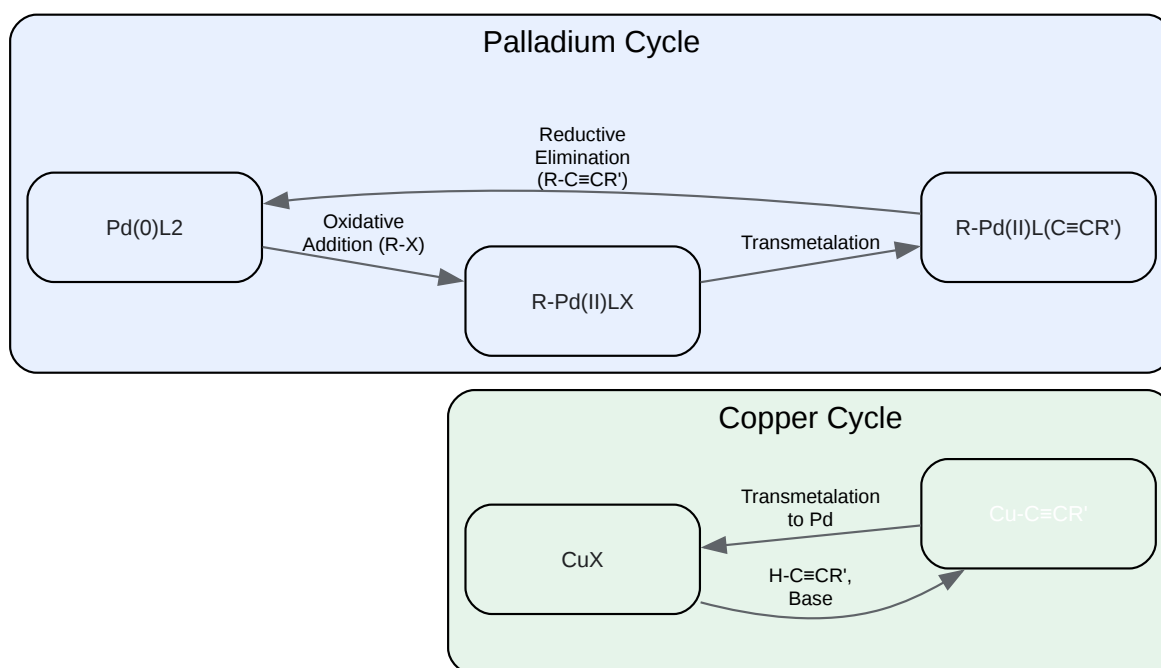 Palladium Cycle
Reductive
Elimination
(R-C≡CR')
Pd(0)L2
Oxidative
Addition (R-X)
Transmetalation
R-Pd(II)L(C≡CR')
R-Pd(II)LX
Copper Cycle
Transmetalation
to Pd
Cu-C≡CR'
CuX
H-C≡CR',
Base